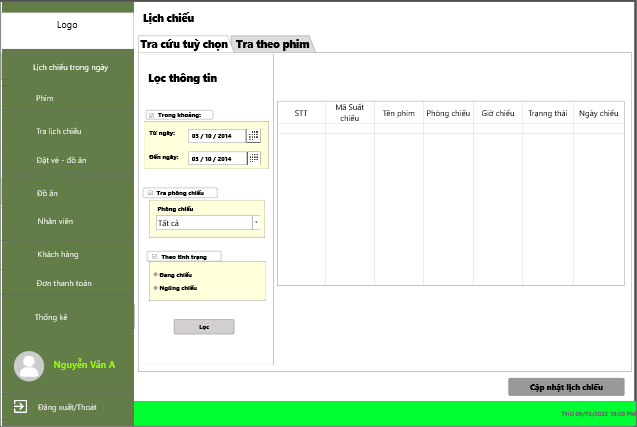 Logo
Lịch chiếu trong ngày
Phim
Tra lịch chiếu
Đặt vé - đồ ăn
Đồ ăn
Nhân viên
Khách hàng
Đơn thanh toán
Thống kê
Nguyễn Văn A
Đăng xuất/Thoát
Lịch chiếu
Tra cứu tuỳ chọn
Tra theo phim
Lọc thông tin
Trong khoảng:
Từ ngày:
03 / 10 / 2014
Đến ngày:
03 / 10 / 2014
Tra phòng chiếu
Phòng chiếu
Tất cả
Theo tình trạng
Đang chiếu
Ngừng chiếu
Lọc
STT
Mã Suất
chiếu
Tên phim
Phòng chiếu
Giờ chiếu
Trạnng thái
Ngày chiếu
Cập nhật lịch chiếu
THU 09/03/2022 10:50 PM